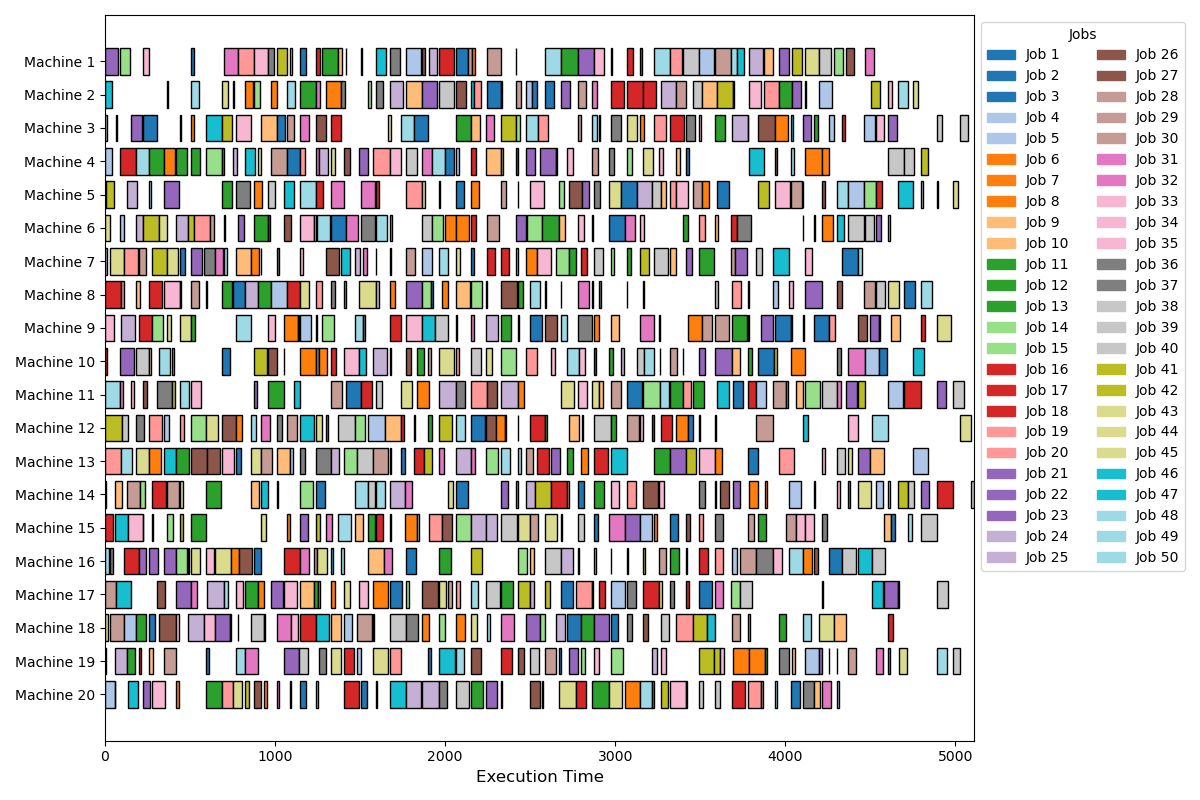 Machine 1
Machine 2
Machine 3
Machine 4
Machine 5
Machine 6
Machine 7
Machine 8
Machine 9
Machine 10
Machine 11
Machine 12
Machine 13
Machine 14
Machine 15
Machine 16
Machine 17
Machine 18
Machine 19
Machine 20
0 1000 2000 3000 4000 5000
Execution Time
Jobs
Job 1
Job 2
Job 3
Job 4
Job 5
Job 6
Job 7
Job 8
Job 9
Job 10
Job 11
Job 12
Job 13
Job 14
Job 15
Job 16
Job 17
Job 18
Job 19
Job 20
Job 21
Job 22
Job 23
Job 24
Job 25
Job 26
Job 27
Job 28
Job 29
Job 30
Job 31
Job 32
Job 33
Job 34
Job 35
Job 36
Job 37
Job 38
Job 39
Job 40
Job 41
Job 42
Job 43
Job 44
Job 45
Job 46
Job 47
Job 48
Job 49
Job 50